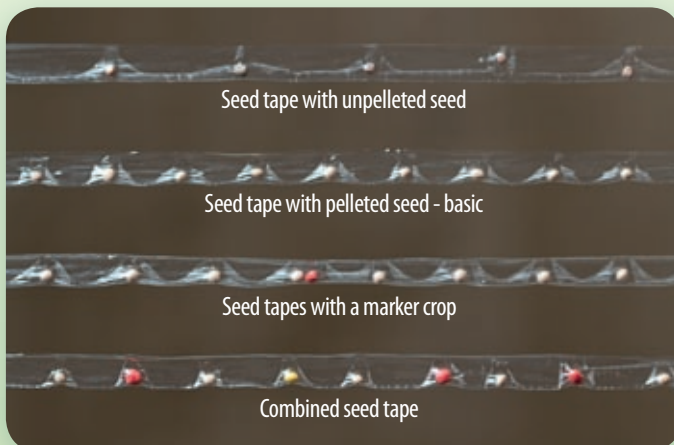 Seed tape with unpelleted seed
Seed tape with pelleted seed - basic
Seed tapes with a marker crop
Combined seed tape